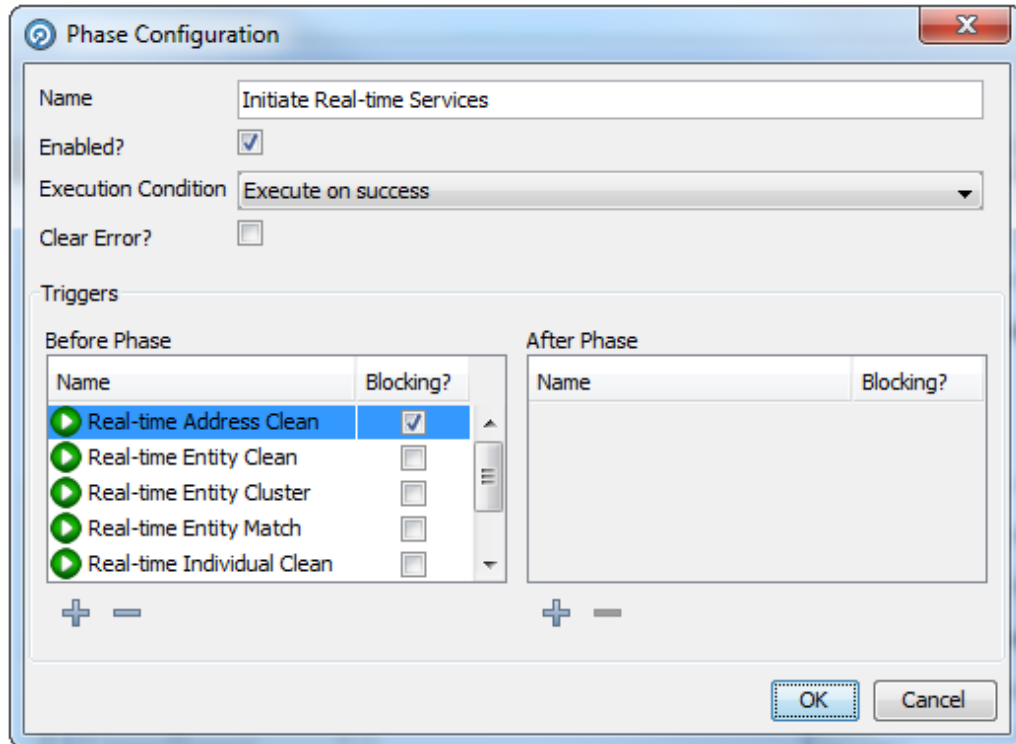 Phase Configuration
Name
Initiate Real-time Services
Enabled?
Execution Condition
Execute on success
Clear Error?
Triggers
Before Phase
After Phase
Name Blocking?
Name Blocking?
Real-time Address Clean
Real-time Entity Clean
Real-time Entity Cluster
Real-time Entity Match
Real-time Individual Clean
OK
Cancel